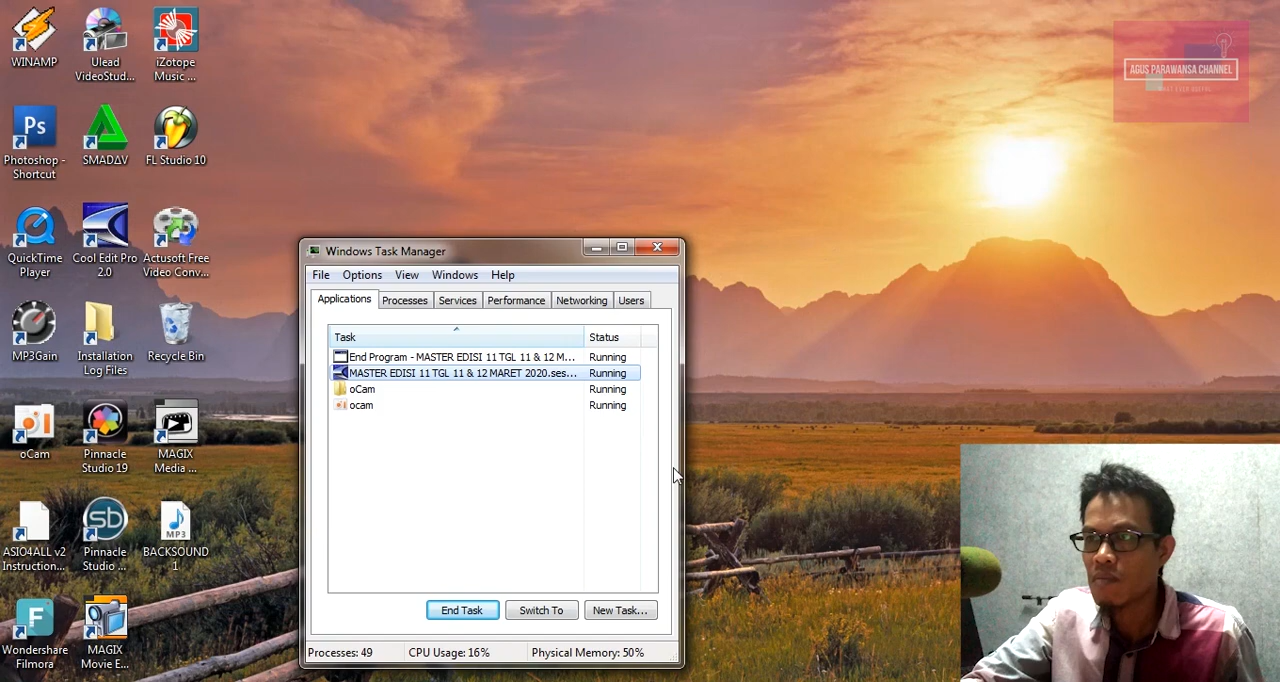 WINAMP
Ulead
VideoStud...
iZotope
Music ...
AGUS PARAWANSA CHANNEL
Ps
Photoshop -
Shortcut
SMADΔV
FL Studio 10
QuickTime
Player
Cool Edit Pro
2.0
Actusoft Free
Video Conv...
MP3Gain
Installation
Log Files
Recycle Bin
oCam
Pinnacle
Studio 19
MAGIX
Media ...
ASIO4ALL v2
Instruction...
Pinnacle
Studio ...
MP3
BACKSOUND
1
Wondershare
Filmora
MAGIX
Movie E...
Windows Task Manager
File Options View Windows Help
Applications Processes Services Performance Networking Users
Task Status
End Program - MASTER EDISI 11 TGL 11 & 12 M... Running
MASTER EDISI 11 TGL 11 & 12 MARET 2020.ses... Running
oCam Running
ocam Running
End Task Switch To New Task...
Processes: 49 CPU Usage: 16% Physical Memory: 50%